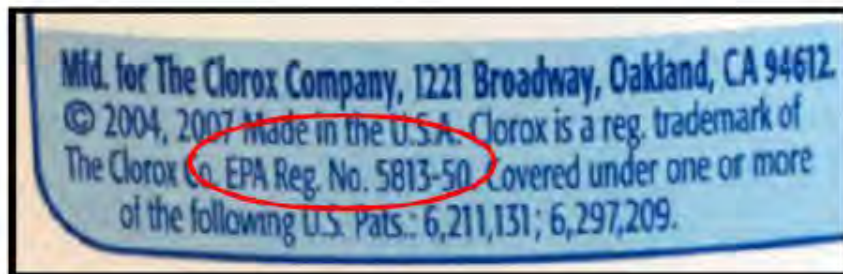 Mfd. for The Clorox Company, 1221 Broadway, Oakland, CA 94612.
© 2004, 2007 Made in the U.S.A. Clorox is a reg. trademark of
The Clorox Co. EPA Reg. No. 5813-50. Covered under one or more
of the following U.S. Pats.: 6,211,131; 6,297,209.